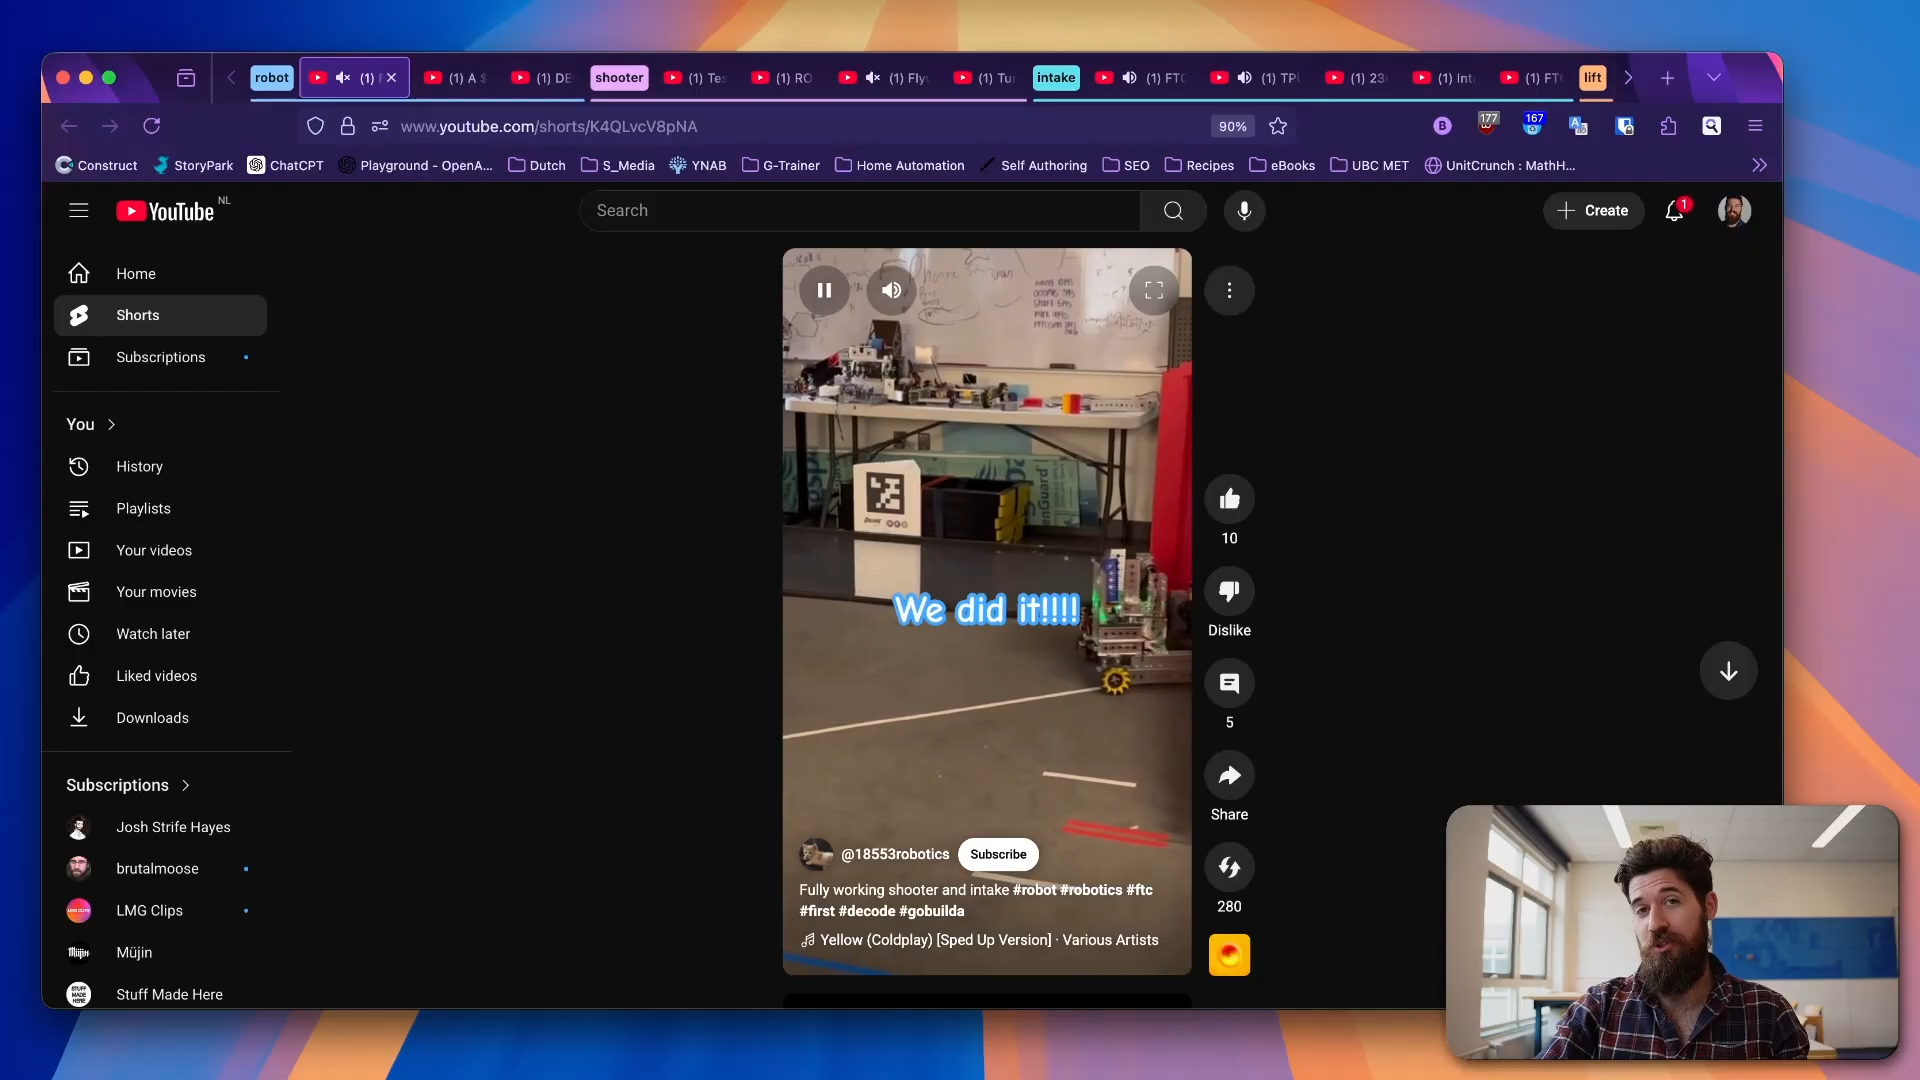 robot
(1) F
(1) A $
(1) DE
shooter
(1) Te
(1) RO
(1) Fly
(1) Tur
intake
(1) FTC
(1) TPU
(1) 23
(1) Int
(1) FT
lift
www.youtube.com/shorts/K4QLvcV8pNA
90%
177
167
Construct
StoryPark
ChatCPT
Playground - OpenA...
Dutch
S_Media
YNAB
G-Trainer
Home Automation
Self Authoring
SEO
Recipes
eBooks
UBC MET
UnitCrunch : MathH...
YouTube NL
Search
Create
1
Home
Shorts
Subscriptions
You
History
Playlists
Your videos
Your movies
Watch later
Liked videos
Downloads
Subscriptions
Josh Strife Hayes
brutalmoose
LMG Clips
Müjin
Stuff Made Here
We did it!!!!
@18553robotics
Subscribe
Fully working shooter and intake #robot #robotics #ftc
#first #decode #gobuilda
Yellow (Coldplay) [Sped Up Version] · Various Artists
10
Dislike
5
Share
280